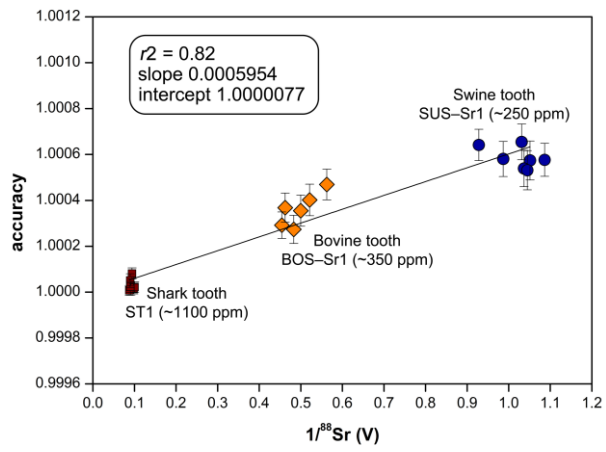 1.0012
1.0010
1.0008
1.0006
1.0004
1.0002
1.0000
0.9998
0.9996
accuracy
r2 = 0.82
slope 0.0005954
intercept 1.0000077
Swine tooth
SUS–Sr1 (~250 ppm)
Bovine tooth
BOS–Sr1 (~350 ppm)
Shark tooth
ST1 (~1100 ppm)
0.0 0.1 0.2 0.3 0.4 0.5 0.6 0.7 0.8 0.9 1.0 1.1 1.2
1/⁸⁸Sr (V)